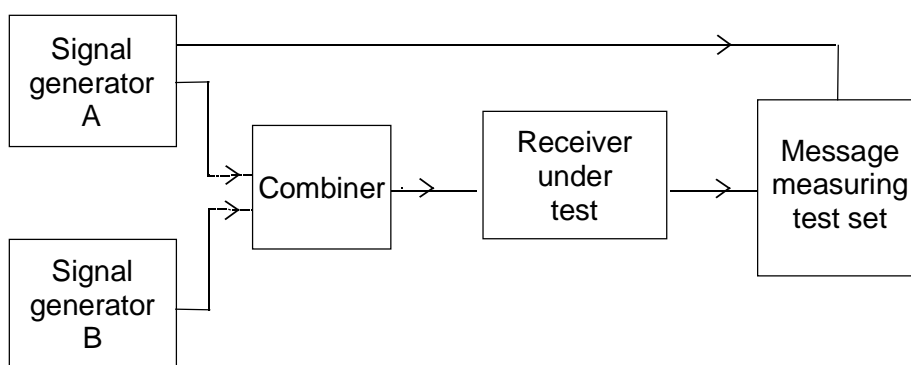 Signal
generator
A
Combiner
Receiver
under
test
Message
measuring
test set
Signal
generator
B